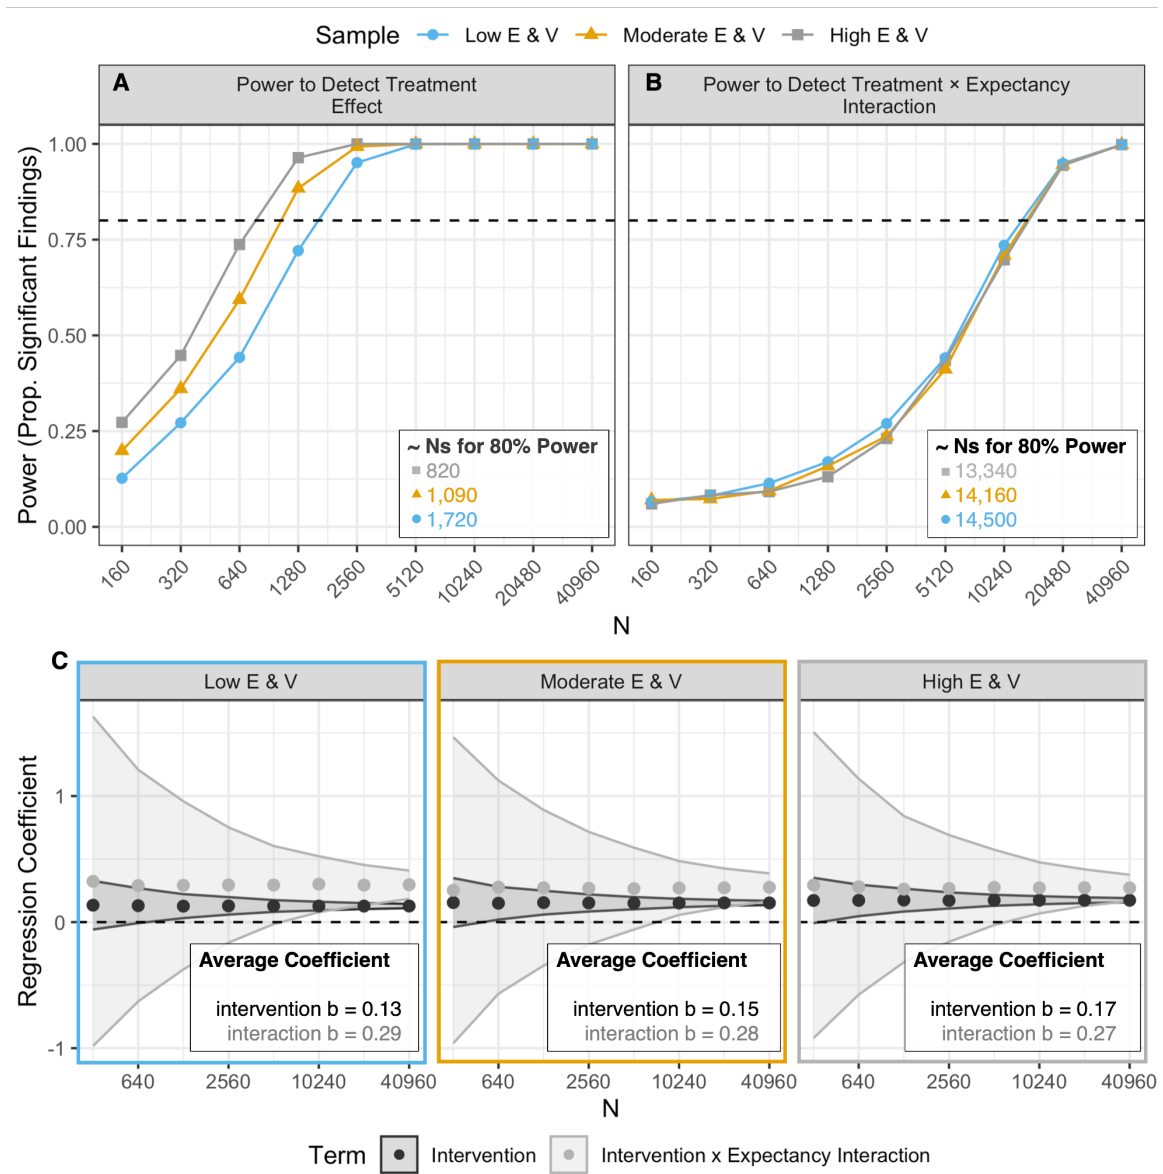 Sample Low E & V Moderate E & V High E & V
A Power to Detect Treatment
Effect
B Power to Detect Treatment × Expectancy
Interaction
Power (Prop. Significant Findings)
1.00
0.75
0.50
0.25
0.00
~ Ns for 80% Power
820
1,090
1,720
~ Ns for 80% Power
13,340
14,160
14,500
160 320 640 1280 2560 5120 10240 20480 40960
160 320 640 1280 2560 5120 10240 20480 40960
N
C
Low E & V
Moderate E & V
High E & V
Regression Coefficient
1
0
-1
Average Coefficient
intervention b = 0.13
interaction b = 0.29
Average Coefficient
intervention b = 0.15
interaction b = 0.28
Average Coefficient
intervention b = 0.17
interaction b = 0.27
640 2560 10240 40960
640 2560 10240 40960
640 2560 10240 40960
N
Term Intervention Intervention x Expectancy Interaction